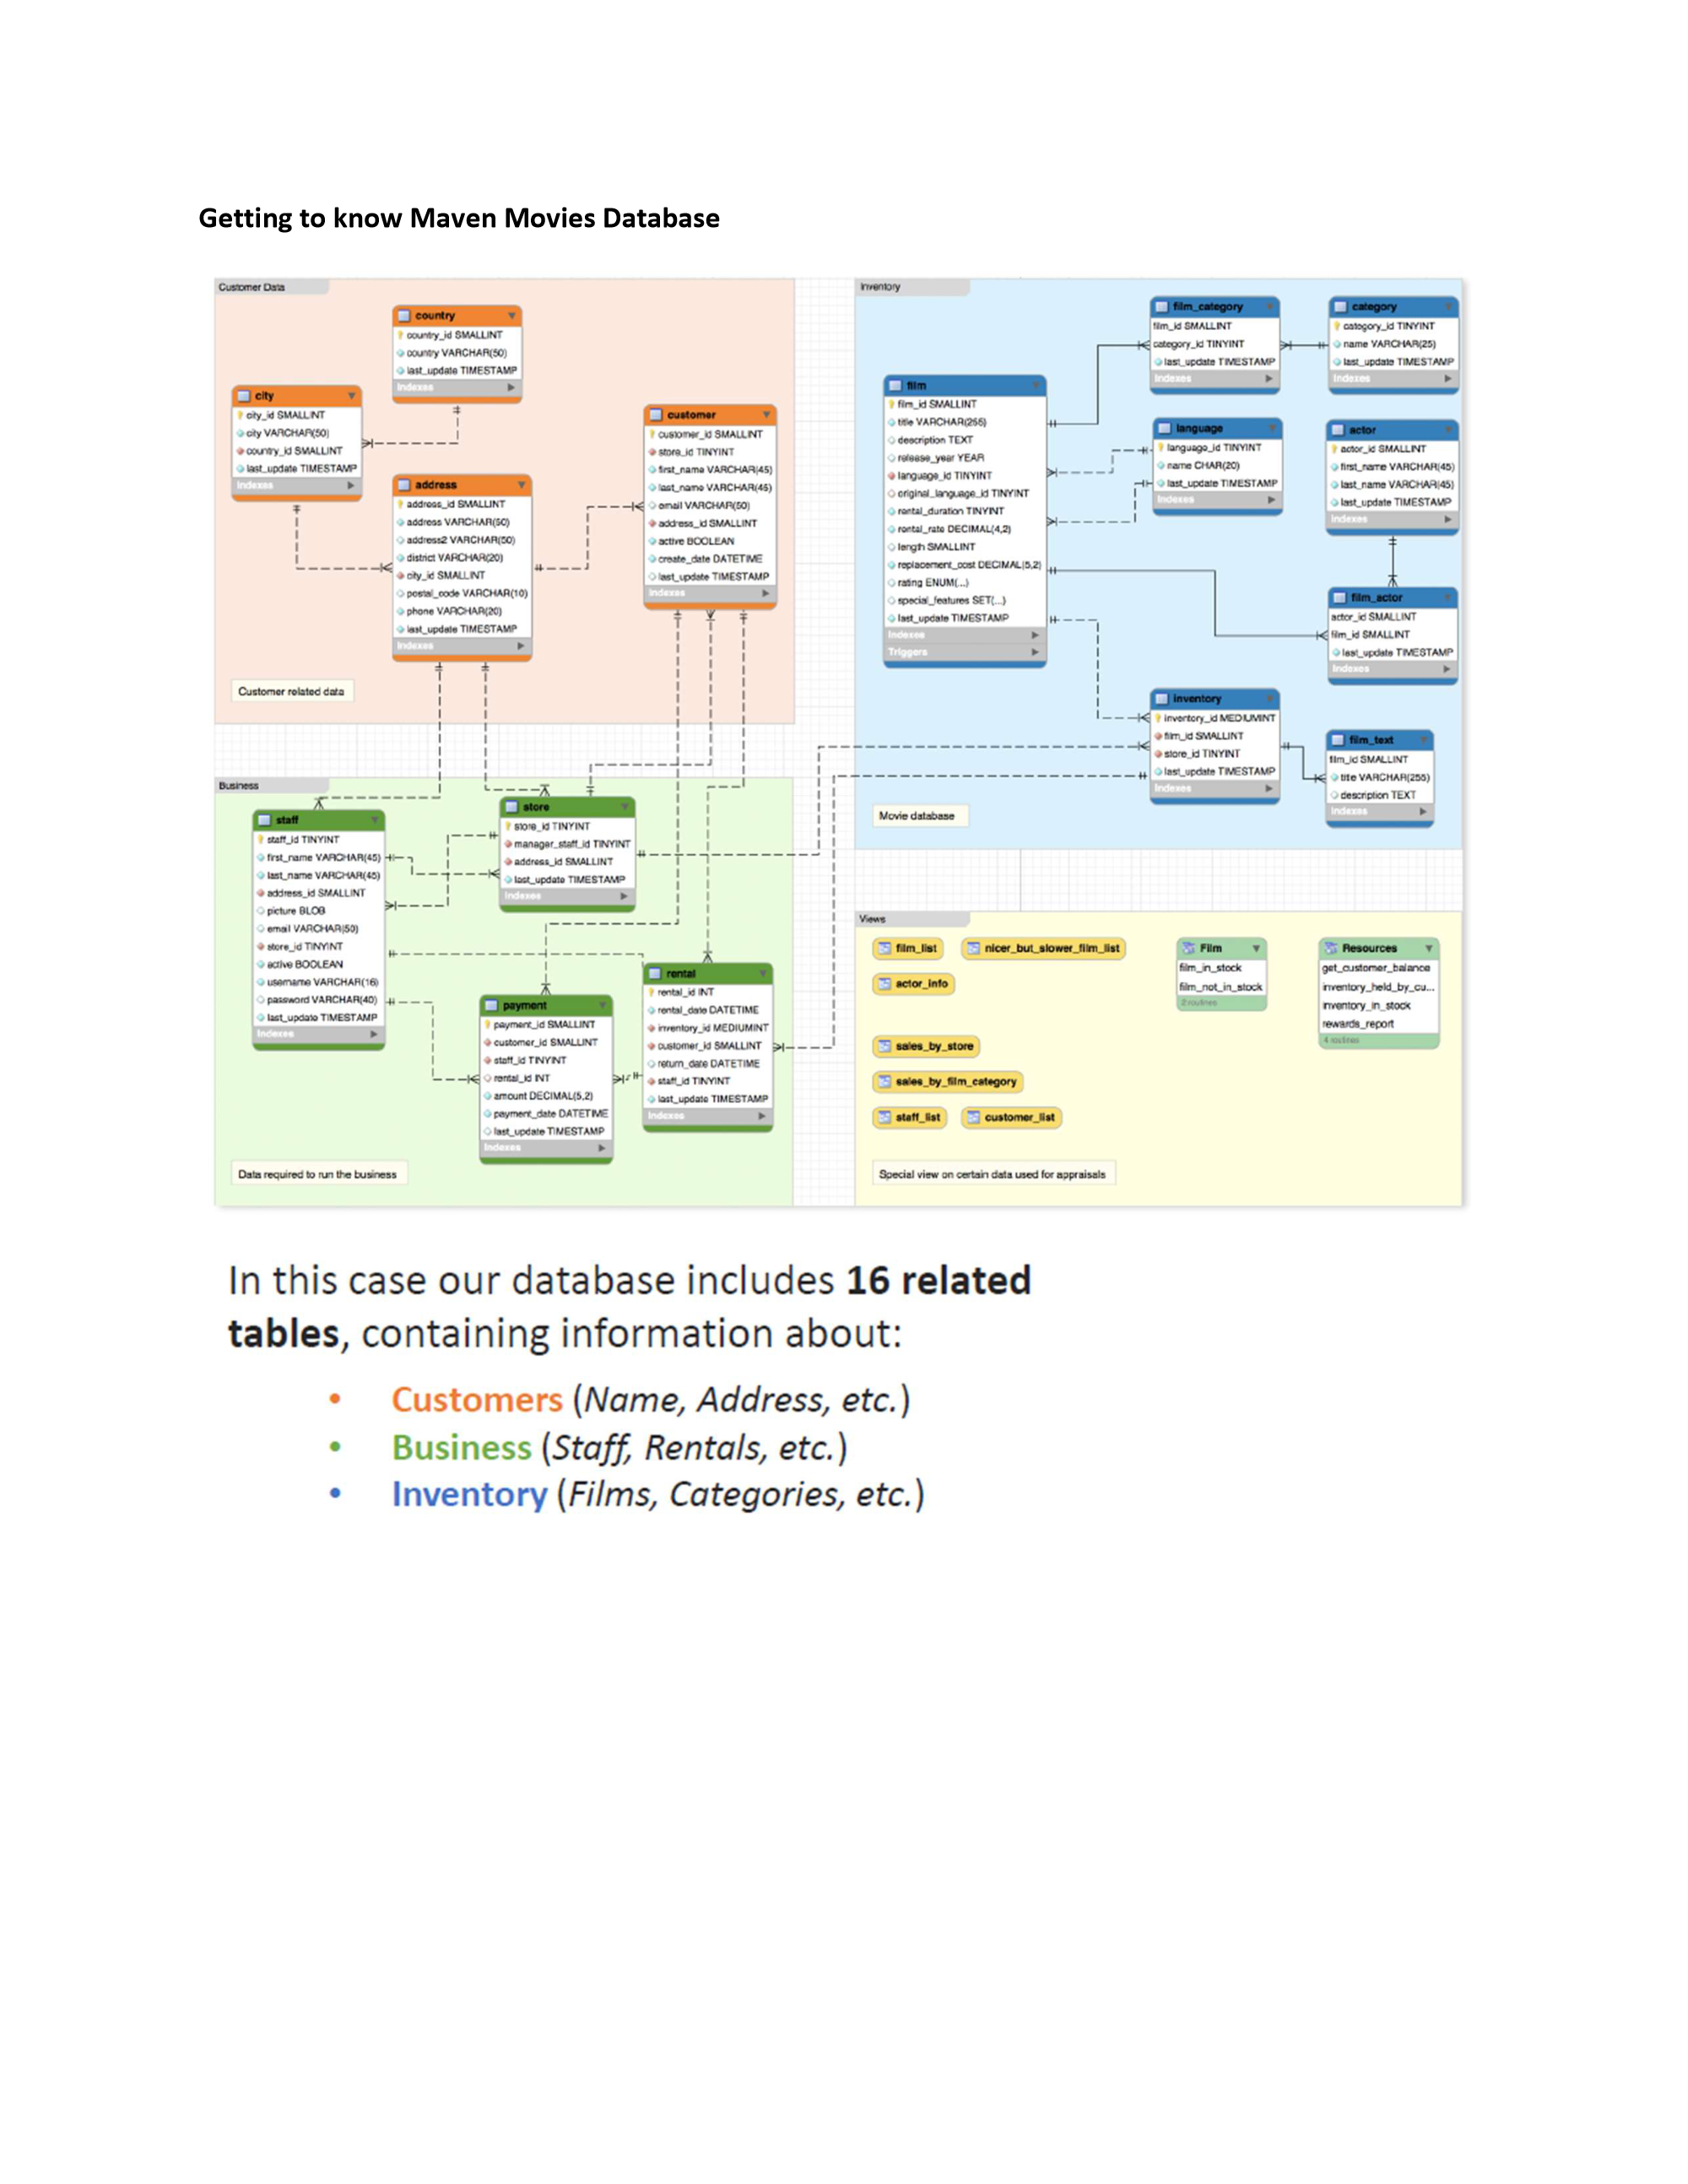 Getting to know Maven Movies Database
Customer Data
country
country_id SMALLINT
country VARCHAR(50)
last_update TIMESTAMP
Indexes
city
city_id SMALLINT
city VARCHAR(50)
country_id SMALLINT
last_update TIMESTAMP
Indexes
address
address_id SMALLINT
address VARCHAR(50)
address2 VARCHAR(50)
district VARCHAR(20)
city_id SMALLINT
postal_code VARCHAR(10)
phone VARCHAR(20)
last_update TIMESTAMP
Indexes
customer
customer_id SMALLINT
store_id TINYINT
first_name VARCHAR(45)
last_name VARCHAR(45)
email VARCHAR(50)
address_id SMALLINT
active BOOLEAN
create_date DATETIME
last_update TIMESTAMP
Indexes
Customer related data
Inventory
film
film_id SMALLINT
title VARCHAR(255)
description TEXT
release_year YEAR
language_id TINYINT
original_language_id TINYINT
rental_duration TINYINT
rental_rate DECIMAL(4,2)
length SMALLINT
replacement_cost DECIMAL(5,2)
rating ENUM(...)
special_features SET(...)
last_update TIMESTAMP
Indexes
Triggers
film_category
film_id SMALLINT
category_id TINYINT
last_update TIMESTAMP
Indexes
category
category_id TINYINT
name VARCHAR(25)
last_update TIMESTAMP
Indexes
language
language_id TINYINT
name CHAR(20)
last_update TIMESTAMP
Indexes
actor
actor_id SMALLINT
first_name VARCHAR(45)
last_name VARCHAR(45)
last_update TIMESTAMP
Indexes
film_actor
actor_id SMALLINT
film_id SMALLINT
last_update TIMESTAMP
Indexes
inventory
inventory_id MEDIUMINT
film_id SMALLINT
store_id TINYINT
last_update TIMESTAMP
Indexes
film_text
film_id SMALLINT
title VARCHAR(255)
description TEXT
Indexes
Movie database
Business
staff
staff_id TINYINT
first_name VARCHAR(45)
last_name VARCHAR(45)
address_id SMALLINT
picture BLOB
email VARCHAR(50)
store_id TINYINT
active BOOLEAN
username VARCHAR(16)
password VARCHAR(40)
last_update TIMESTAMP
Indexes
store
store_id TINYINT
manager_staff_id TINYINT
address_id SMALLINT
last_update TIMESTAMP
Indexes
payment
payment_id SMALLINT
customer_id SMALLINT
staff_id TINYINT
rental_id INT
amount DECIMAL(5,2)
payment_date DATETIME
last_update TIMESTAMP
Indexes
rental
rental_id INT
rental_date DATETIME
inventory_id MEDIUMINT
customer_id SMALLINT
return_date DATETIME
staff_id TINYINT
last_update TIMESTAMP
Indexes
Data required to run the business
Views
film_list
nicer_but_slower_film_list
actor_info
sales_by_store
sales_by_film_category
staff_list
customer_list
Film
film_in_stock
film_not_in_stock
2 routines
Resources
get_customer_balance
inventory_held_by_cu...
inventory_in_stock
rewards_report
4 routines
Special view on certain data used for appraisals
In this case our database includes 16 related
tables, containing information about:
• Customers (Name, Address, etc.)
• Business (Staff, Rentals, etc.)
• Inventory (Films, Categories, etc.)